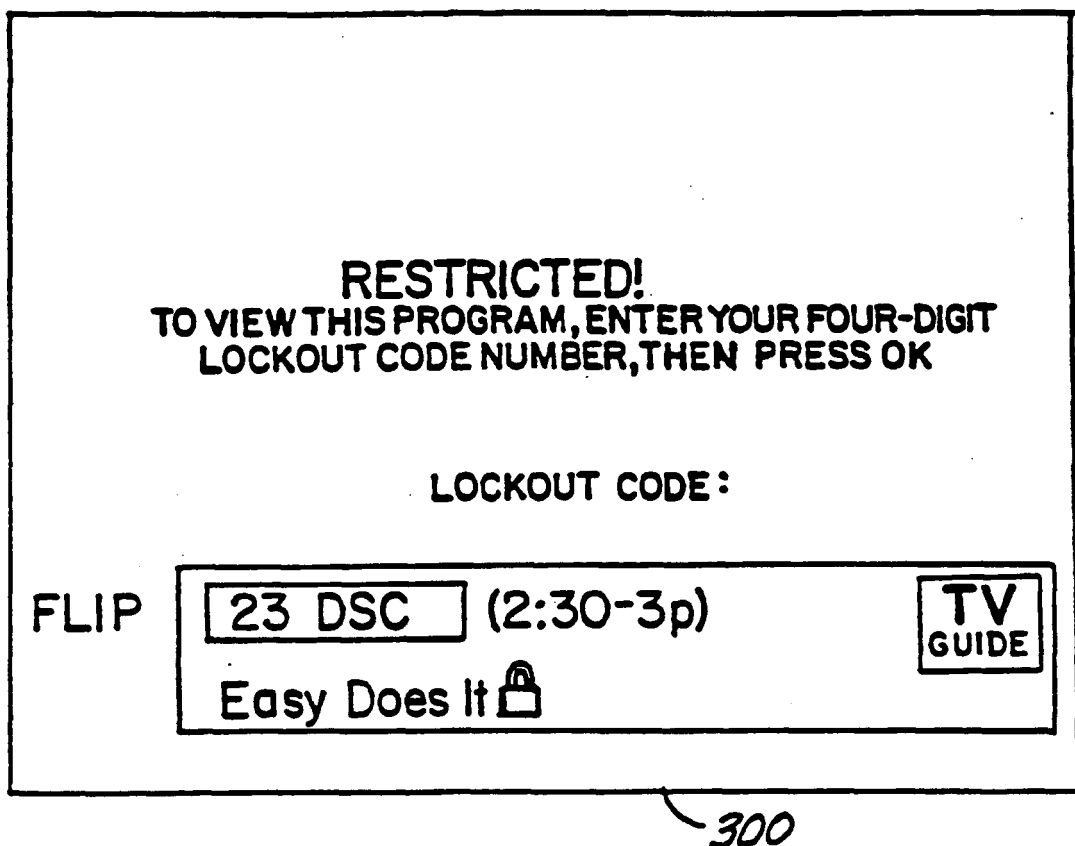 RESTRICTED!
TO VIEW THIS PROGRAM, ENTER YOUR FOUR-DIGIT
LOCKOUT CODE NUMBER, THEN PRESS OK
LOCKOUT CODE:
FLIP
23 DSC (2:30-3p)
TV
GUIDE
Easy Does It
300